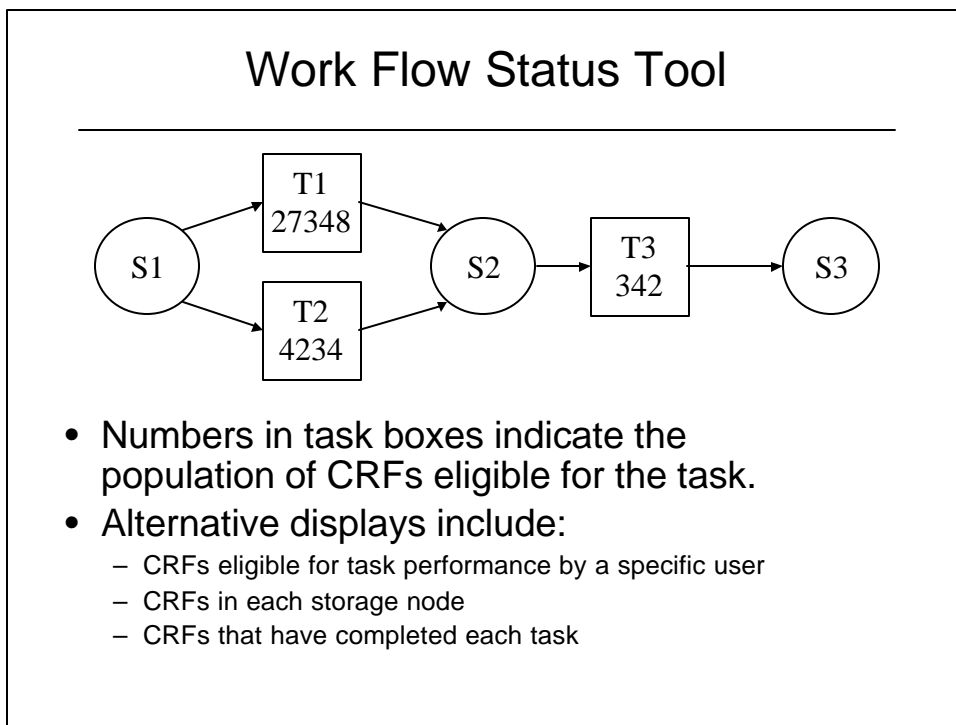 Work Flow Status Tool
T1
27348
S1
S2
T3
342
S3
T2
4234
• Numbers in task boxes indicate the
population of CRFs eligible for the task.
• Alternative displays include:
– CRFs eligible for task performance by a specific user
– CRFs in each storage node
– CRFs that have completed each task